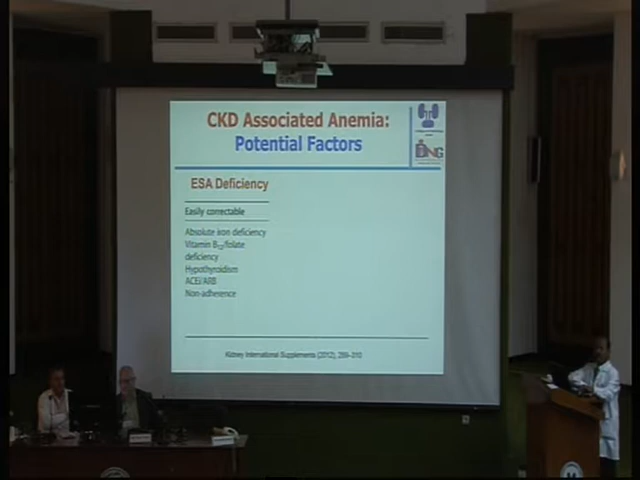 CKD Associated Anemia:
Potential Factors
ESA Deficiency
Easily correctable
Absolute iron deficiency
Vitamin B12/folate
deficiency
Hypothyroidism
ACEi/ARB
Non-adherence
Kidney International Supplements (2012), 299–310